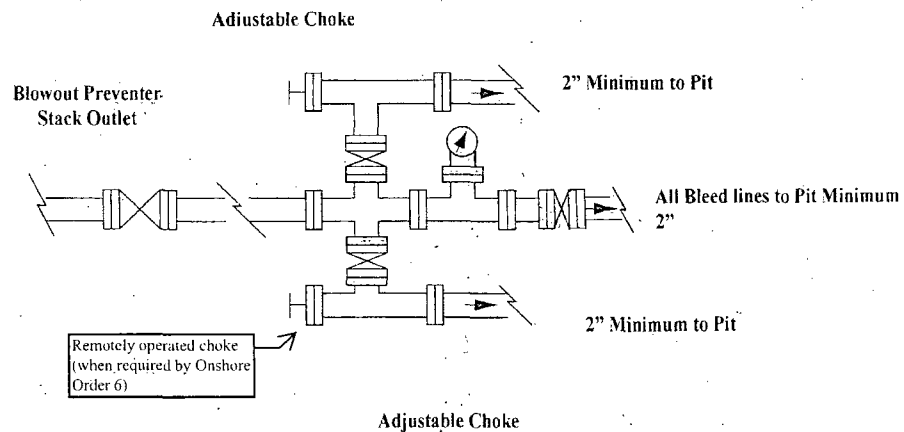 Adjustable Choke
Blowout Preventer
Stack Outlet
2" Minimum to Pit
All Bleed lines to Pit Minimum
2"
2" Minimum to Pit
Remotely operated choke
(when required by Onshore
Order 6)
Adjustable Choke